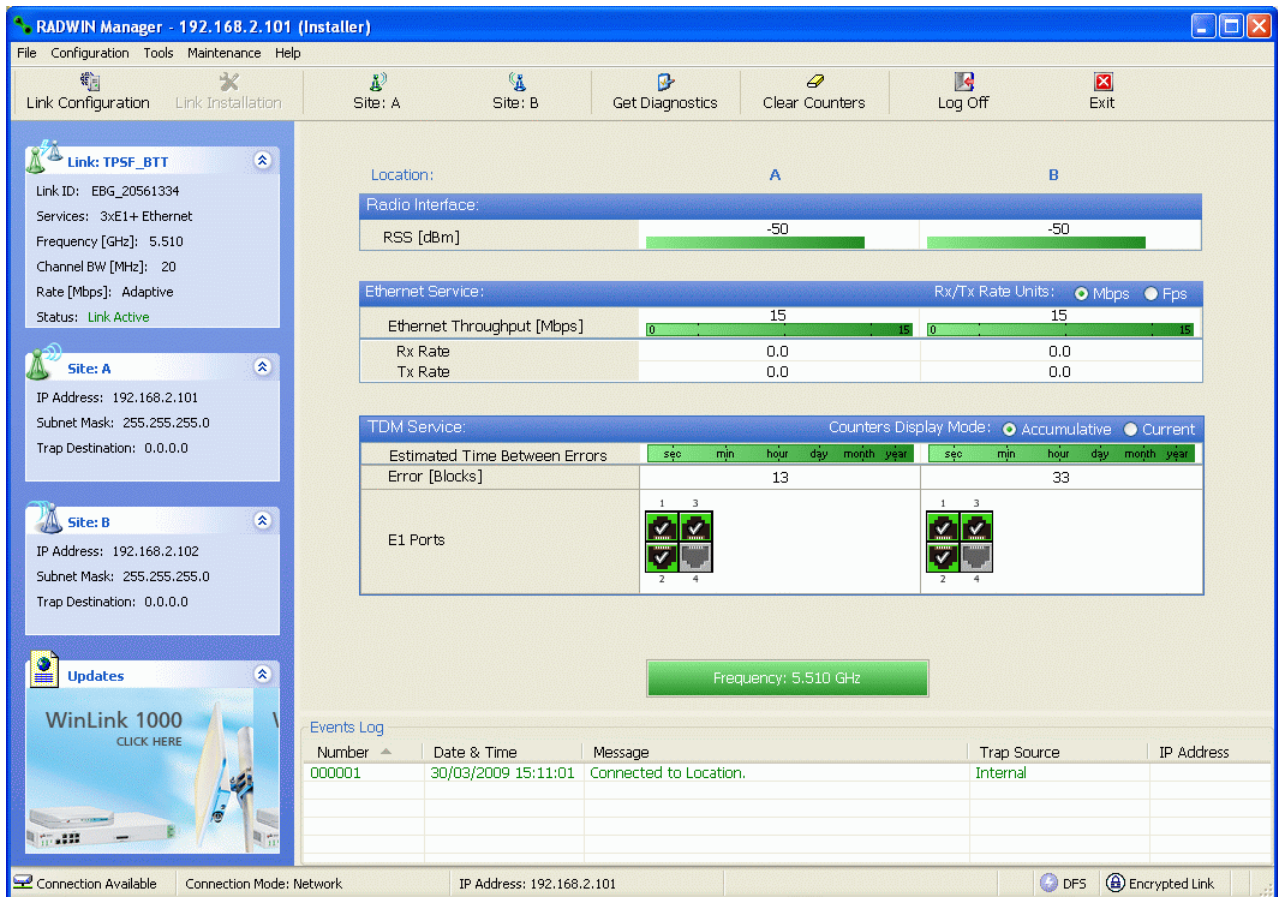 RADWIN Manager - 192.168.2.101 (Installer)
File Configuration Tools Maintenance Help
Link Configuration Link Installation Site: A Site: B Get Diagnostics Clear Counters Log Off Exit
Link: TPSF_BTT
Link ID: EBG_20561334
Services: 3xE1+ Ethernet
Frequency [GHz]: 5.510
Channel BW [MHz]: 20
Rate [Mbps]: Adaptive
Status: Link Active
Site: A
IP Address: 192.168.2.101
Subnet Mask: 255.255.255.0
Trap Destination: 0.0.0.0
Site: B
IP Address: 192.168.2.102
Subnet Mask: 255.255.255.0
Trap Destination: 0.0.0.0
Updates
WinLink 1000
CLICK HERE
Location: A B
Radio Interface:
RSS [dBm] -50 -50
Ethernet Service: Rx/Tx Rate Units: Mbps Fps
Ethernet Throughput [Mbps] 15 15
0 15 0 15
Rx Rate 0.0 0.0
Tx Rate 0.0 0.0
TDM Service: Counters Display Mode: Accumulative Current
Estimated Time Between Errors sec min hour day month year sec min hour day month year
Error [Blocks] 13 33
1 3 1 3
E1 Ports
2 4 2 4
Frequency: 5.510 GHz
Events Log
Number Date & Time Message Trap Source IP Address
000001 30/03/2009 15:11:01 Connected to Location. Internal
Connection Available Connection Mode: Network IP Address: 192.168.2.101 DFS Encrypted Link